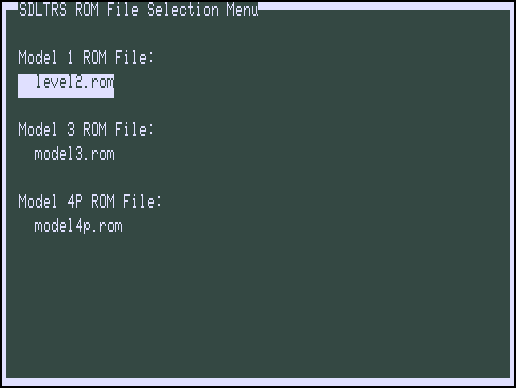 SDLTRS ROM File Selection Menu
Model 1 ROM File:
level2.rom
Model 3 ROM File:
model3.rom
Model 4P ROM File:
model4p.rom